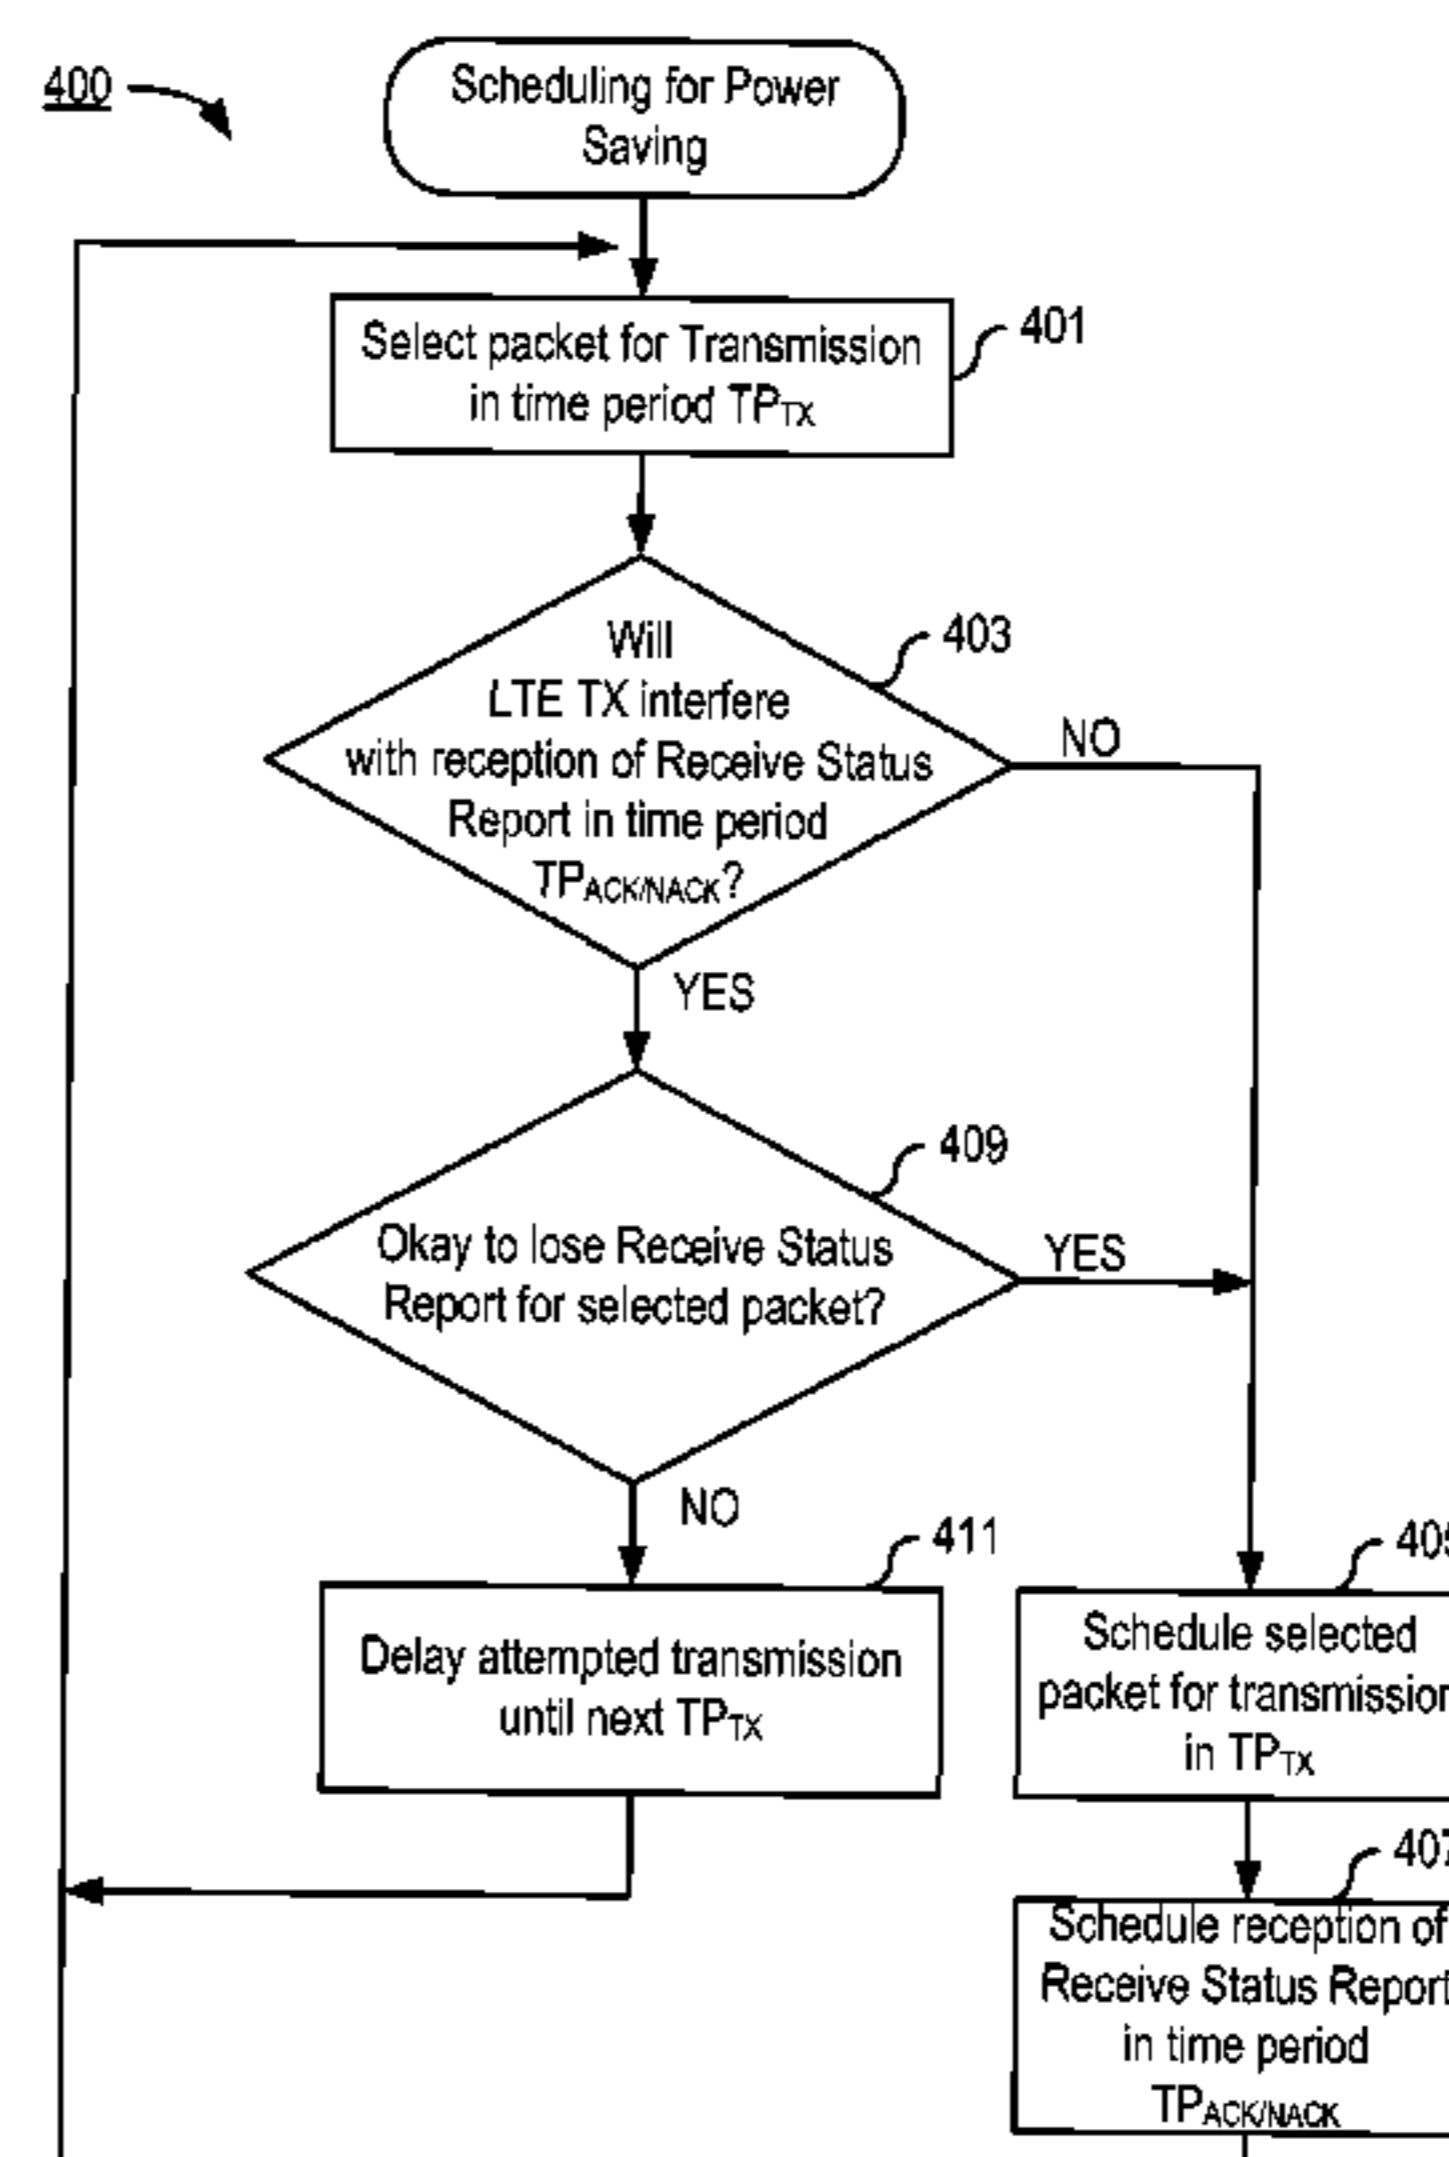 400
Scheduling for Power
Saving
Select packet for Transmission
in time period TPTX
401
Will
LTE TX interfere
with reception of Receive Status
Report in time period
TPACK/NACK?
403
NO
YES
Okay to lose Receive Status
Report for selected packet?
409
YES
NO
Delay attempted transmission
until next TPTX
411
Schedule selected
packet for transmission
in TPTX
Schedule reception of
Receive Status Report
in time period
TPACK/NACK